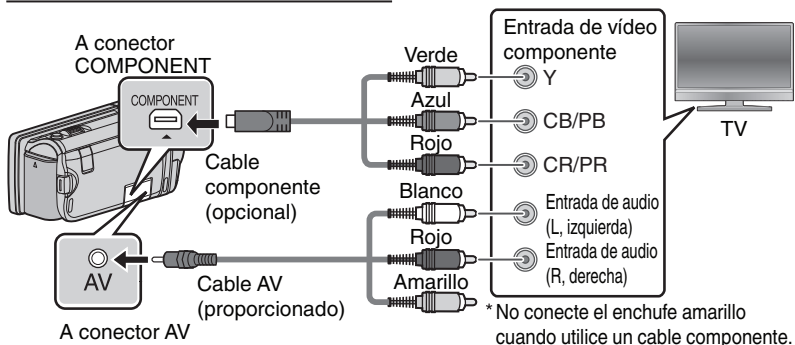 A conector
COMPONENT
COMPONENT
Cable
componente
(opcional)
AV
A conector AV
Cable AV
(proporcionado)
Verde
Azul
Rojo
Blanco
Rojo
Amarillo
Entrada de vídeo
componente
Y
CB/PB
CR/PR
Entrada de audio
(L, izquierda)
Entrada de audio
(R, derecha)
TV
* No conecte el enchufe amarillo
cuando utilice un cable componente.